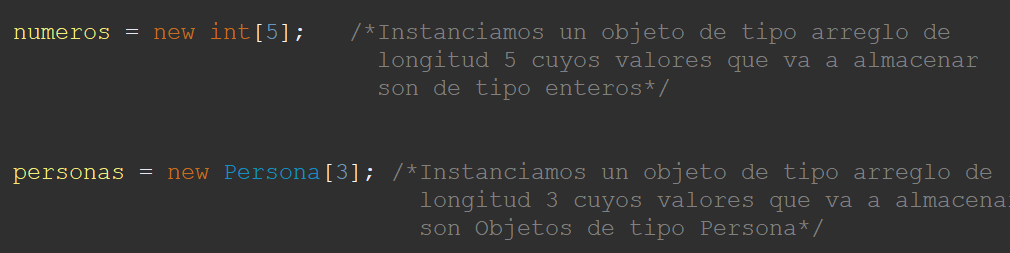 numeros = new int[5]; /*Instanciamos un objeto de tipo arreglo de
longitud 5 cuyos valores que va a almacenar
son de tipo enteros*/
personas = new Persona[3]; /*Instanciamos un objeto de tipo arreglo de
longitud 3 cuyos valores que va a almacenar
son Objetos de tipo Persona*/